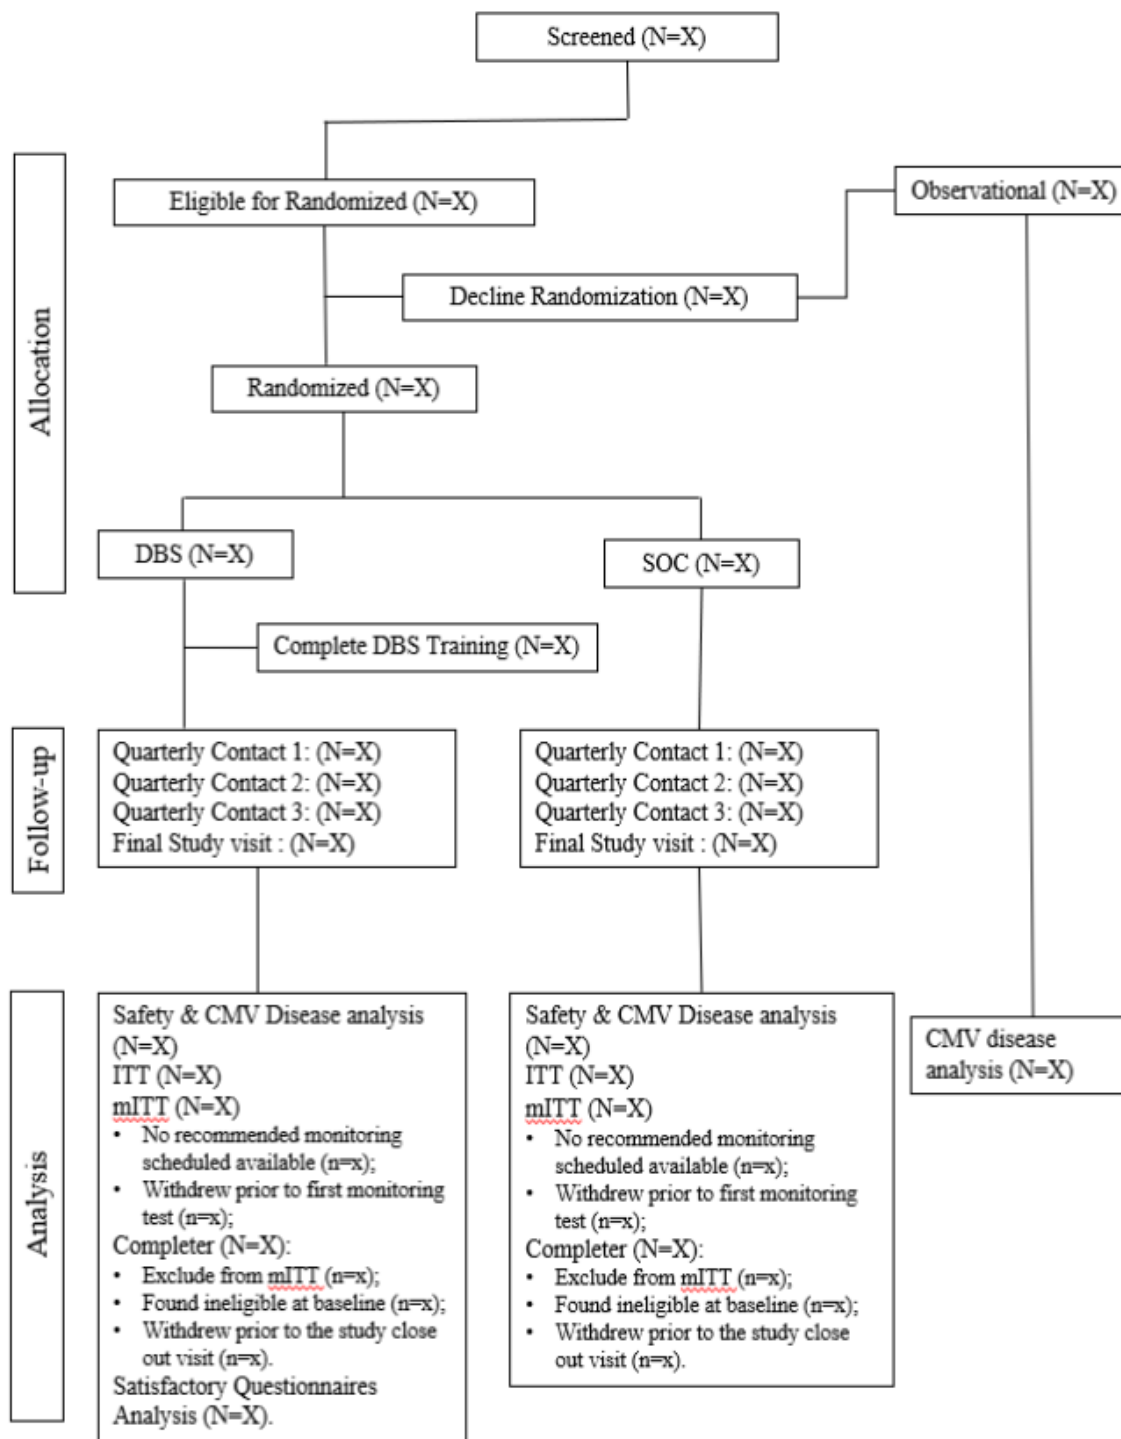 Screened (N=X)
Allocation
Eligible for Randomized (N=X)
Observational (N=X)
Decline Randomization (N=X)
Randomized (N=X)
DBS (N=X)
SOC (N=X)
Complete DBS Training (N=X)
Follow-up
Quarterly Contact 1: (N=X)
Quarterly Contact 2: (N=X)
Quarterly Contact 3: (N=X)
Final Study visit : (N=X)
Quarterly Contact 1: (N=X)
Quarterly Contact 2: (N=X)
Quarterly Contact 3: (N=X)
Final Study visit : (N=X)
Analysis
Safety & CMV Disease analysis
(N=X)
ITT (N=X)
mITT (N=X)
• No recommended monitoring
scheduled available (n=x);
• Withdrew prior to first monitoring
test (n=x);
Completer (N=X):
• Exclude from mITT (n=x);
• Found ineligible at baseline (n=x);
• Withdrew prior to the study close
out visit (n=x).
Satisfactory Questionnaires
Analysis (N=X).
Safety & CMV Disease analysis
(N=X)
ITT (N=X)
mITT (N=X)
• No recommended monitoring
scheduled available (n=x);
• Withdrew prior to first monitoring
test (n=x);
Completer (N=X):
• Exclude from mITT (n=x);
• Found ineligible at baseline (n=x);
• Withdrew prior to the study close
out visit (n=x).
CMV disease
analysis (N=X)